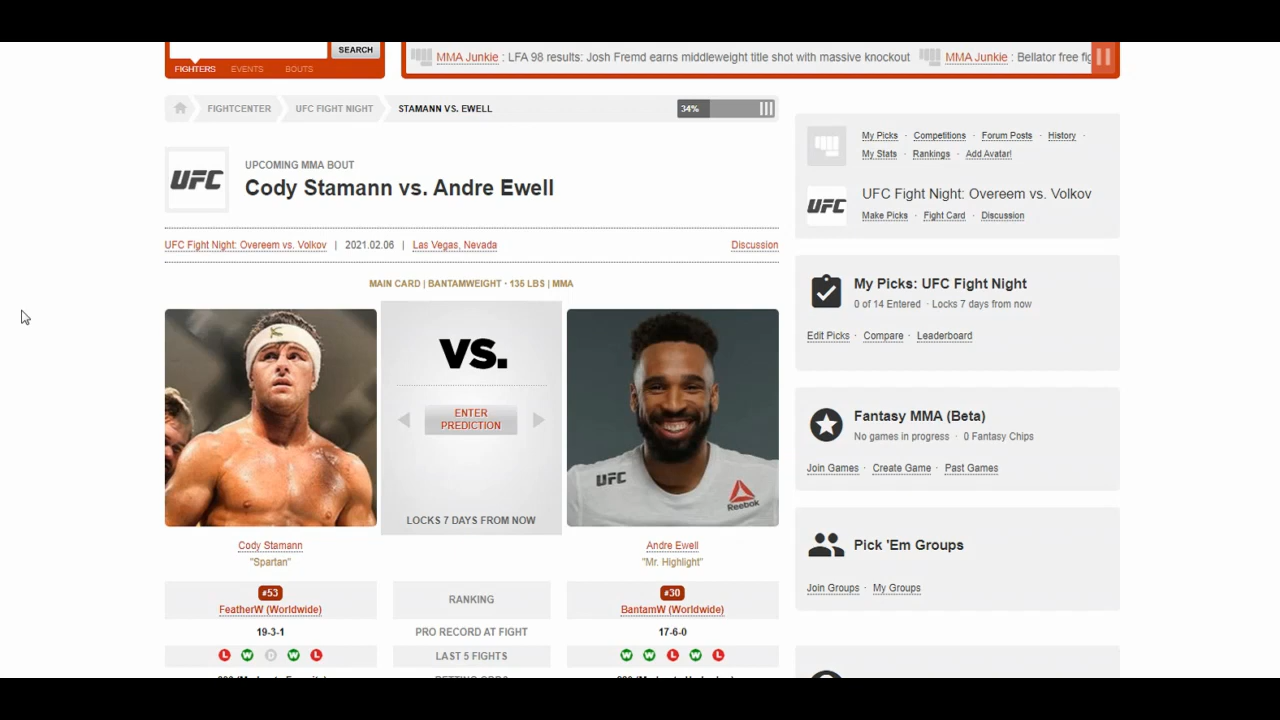 SEARCH
FIGHTERS EVENTS BOUTS
MMA Junkie : LFA 98 results: Josh Fremd earns middleweight title shot with massive knockout MMA Junkie : Bellator free fig
FIGHTCENTER UFC FIGHT NIGHT STAMANN VS. EWELL 34%
UFC
UPCOMING MMA BOUT
Cody Stamann vs. Andre Ewell
UFC Fight Night: Overeem vs. Volkov | 2021.02.06 | Las Vegas, Nevada Discussion
MAIN CARD | BANTAMWEIGHT · 135 LBS | MMA
VS.
ENTER
PREDICTION
LOCKS 7 DAYS FROM NOW
UFC
Reebok
Cody Stamann Andre Ewell
"Spartan" "Mr. Highlight"
#53 RANKING #30
FeatherW (Worldwide) BantamW (Worldwide)
19-3-1 PRO RECORD AT FIGHT 17-6-0
L W D W L LAST 5 FIGHTS W W L W L
My Picks · Competitions · Forum Posts · History ·
My Stats · Rankings · Add Avatar!
UFC
UFC Fight Night: Overeem vs. Volkov
Make Picks · Fight Card · Discussion
My Picks: UFC Fight Night
0 of 14 Entered · Locks 7 days from now
Edit Picks · Compare · Leaderboard
Fantasy MMA (Beta)
No games in progress · 0 Fantasy Chips
Join Games · Create Game · Past Games
Pick 'Em Groups
Join Groups · My Groups